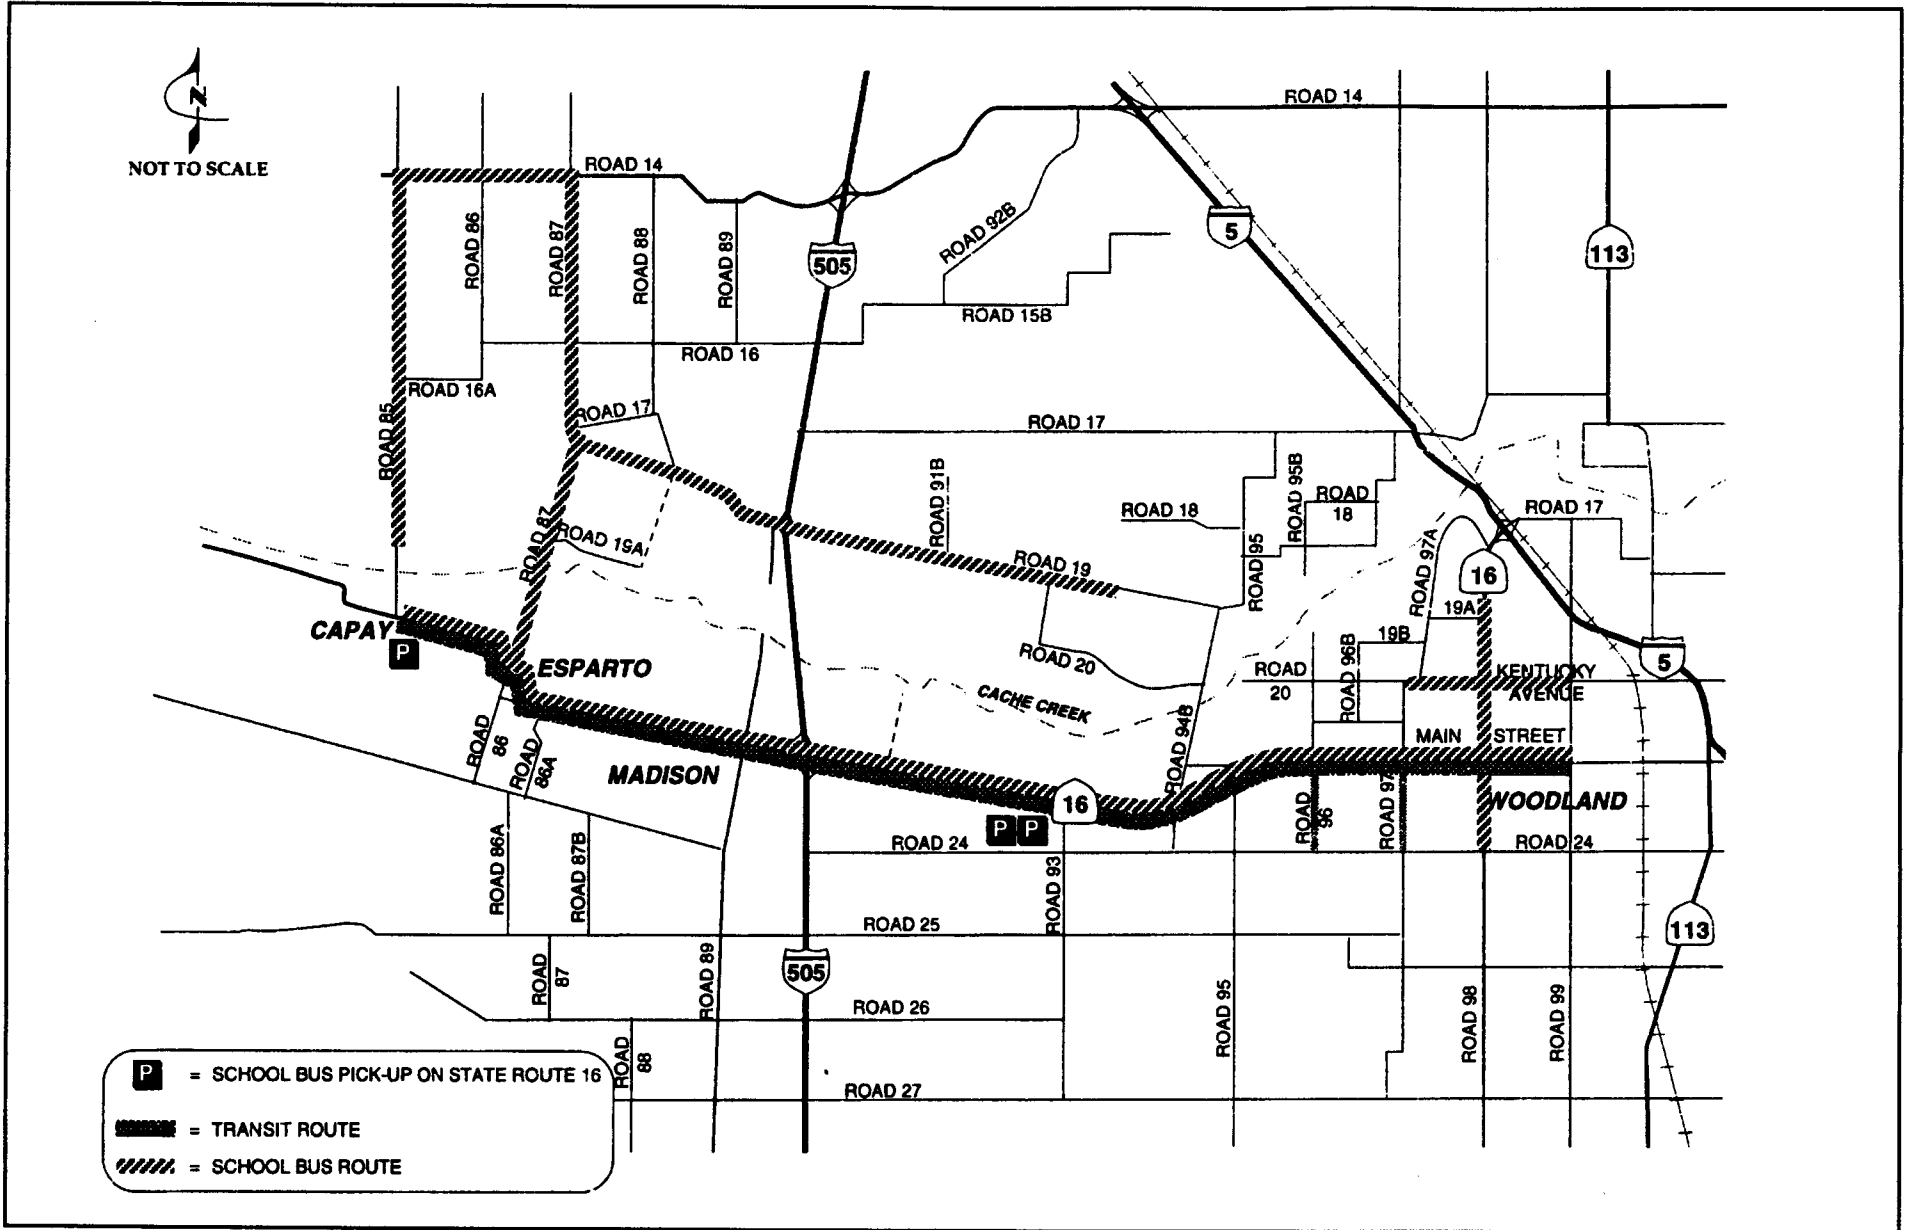 N
NOT TO SCALE
ROAD 14
ROAD 14
ROAD 86
ROAD 87
ROAD 88
ROAD 89
505
ROAD 92B
5
113
ROAD 15B
ROAD 16
ROAD 16A
ROAD 85
ROAD 17
ROAD 17
ROAD 91B
ROAD 95B
ROAD
18
ROAD 18
ROAD 17
ROAD 87
ROAD 19A
ROAD 19
ROAD 95
ROAD 97A
16
19A
CAPAY
P
ESPARTO
ROAD 20
CACHE CREEK
ROAD
20
ROAD 96B
19B
KENTUCKY
AVENUE
5
ROAD
86
ROAD
86A
MADISON
ROAD 94B
MAIN STREET
16
P P
ROAD
96
ROAD 97
WOODLAND
ROAD 24
ROAD 24
ROAD 86A
ROAD 87B
ROAD 93
ROAD 25
113
ROAD
87
ROAD 89
505
ROAD 26
ROAD 95
ROAD 98
ROAD 99
ROAD
88
ROAD 27
P = SCHOOL BUS PICK-UP ON STATE ROUTE 16
= TRANSIT ROUTE
= SCHOOL BUS ROUTE